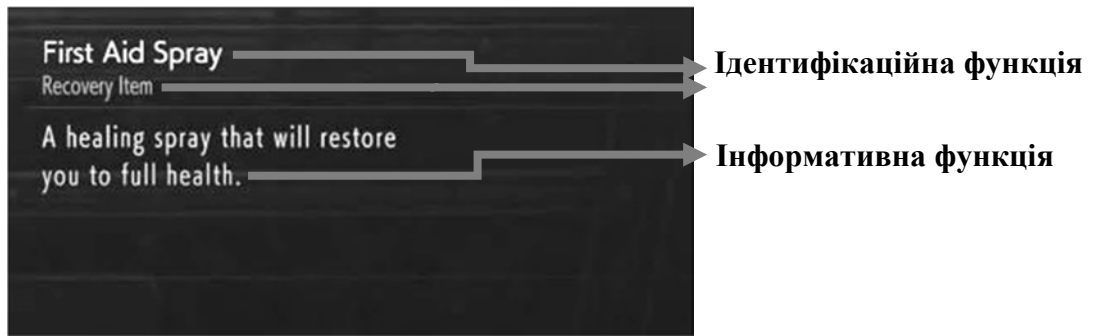 First Aid Spray
Recovery Item
Ідентифікаційна функція
A healing spray that will restore
you to full health.
Інформативна функція